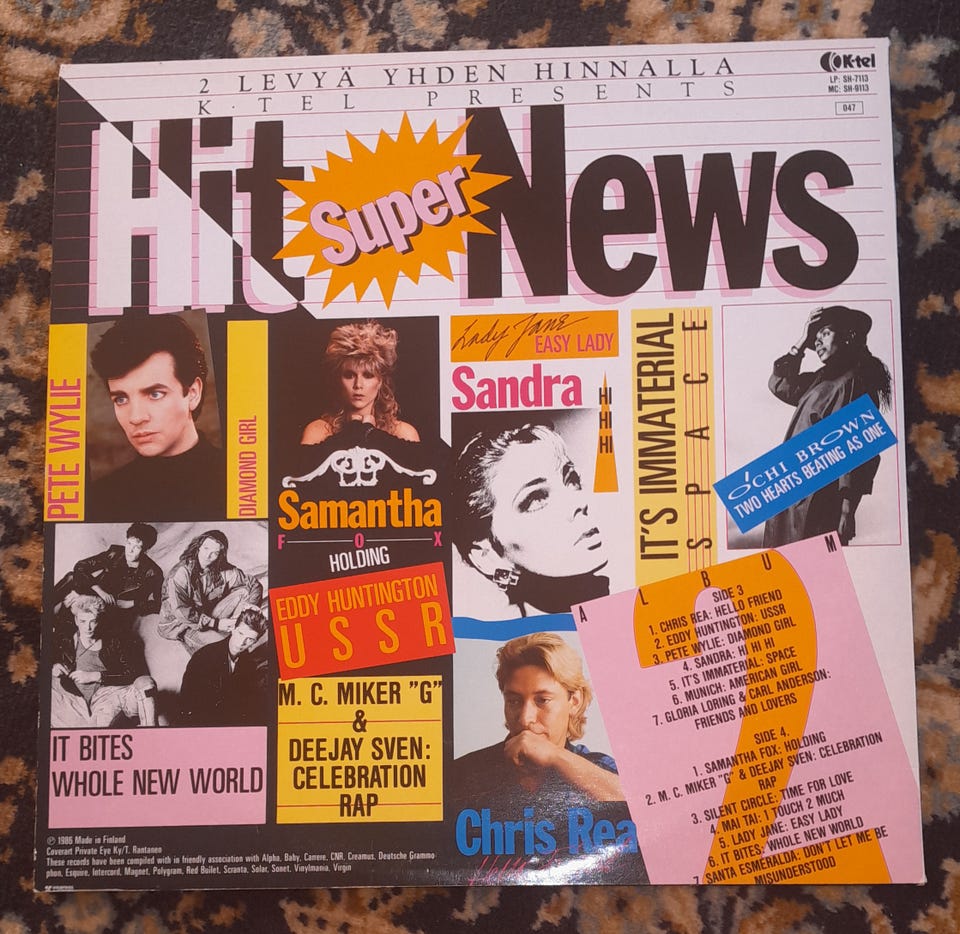 2 LEVYÄ YHDEN HINNALLA
K-TEL PRESENTS
K-tel
LP: SH-7113
MC: SH-9113
047
Hit Super News
PETE WYLIE
DIAMOND GIRL
Samantha
FOX
HOLDING
EDDY HUNTINGTON
USSR
M. C. MIKER "G"
&
DEEJAY SVEN:
CELEBRATION
RAP
IT BITES
WHOLE NEW WORLD
Lady Jane
EASY LADY
Sandra
HI
HI
HI
IT'S IMMATERIAL
SPACE
O'CHI BROWN
TWO HEARTS BEATING AS ONE
Chris Rea
ALBUM
2
SIDE 3
1. CHRIS REA: HELLO FRIEND
2. EDDY HUNTINGTON: USSR
3. PETE WYLIE: DIAMOND GIRL
4. SANDRA: HI HI HI
5. IT'S IMMATERIAL: SPACE
6. MUNICH: AMERICAN GIRL
7. GLORIA LORING & CARL ANDERSON:
FRIENDS AND LOVERS
SIDE 4.
1. SAMANTHA FOX: HOLDING
2. M. C. MIKER "G" & DEEJAY SVEN: CELEBRATION
RAP
3. SILENT CIRCLE: TIME FOR LOVE
4. MAI TAI: 1 TOUCH 2 MUCH
5. LADY JANE: EASY LADY
6. IT BITES: WHOLE NEW WORLD
7 SANTA ESMERALDA: DON'T LET ME BE
MISUNDERSTOOD
℗ 1986 Made in Finland
Coverart Private Eye Ky/T. Rantanen
These records have been compiled with in friendly association with Alpha, Baby, Carrere, CNR, Creamus, Deutsche Grammo
phon, Esquire, Intercord, Magnet, Polygram, Red Bullet, Scranta, Solar, Sonet, Vinylmania, Virgin